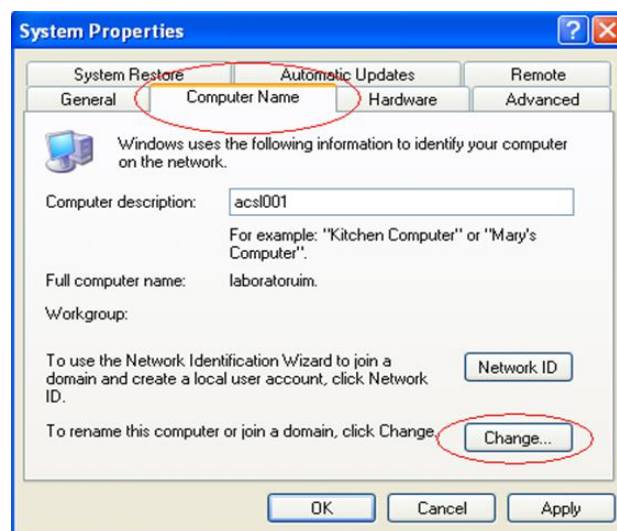 System Properties
System Restore Automatic Updates Remote
General Computer Name Hardware Advanced
Windows uses the following information to identify your computer
on the network.
Computer description: acsl001
For example: "Kitchen Computer" or "Mary's
Computer".
Full computer name: laboratoruim.
Workgroup:
To use the Network Identification Wizard to join a
domain and create a local user account, click Network
ID.
Network ID
To rename this computer or join a domain, click Change.
Change...
OK Cancel Apply